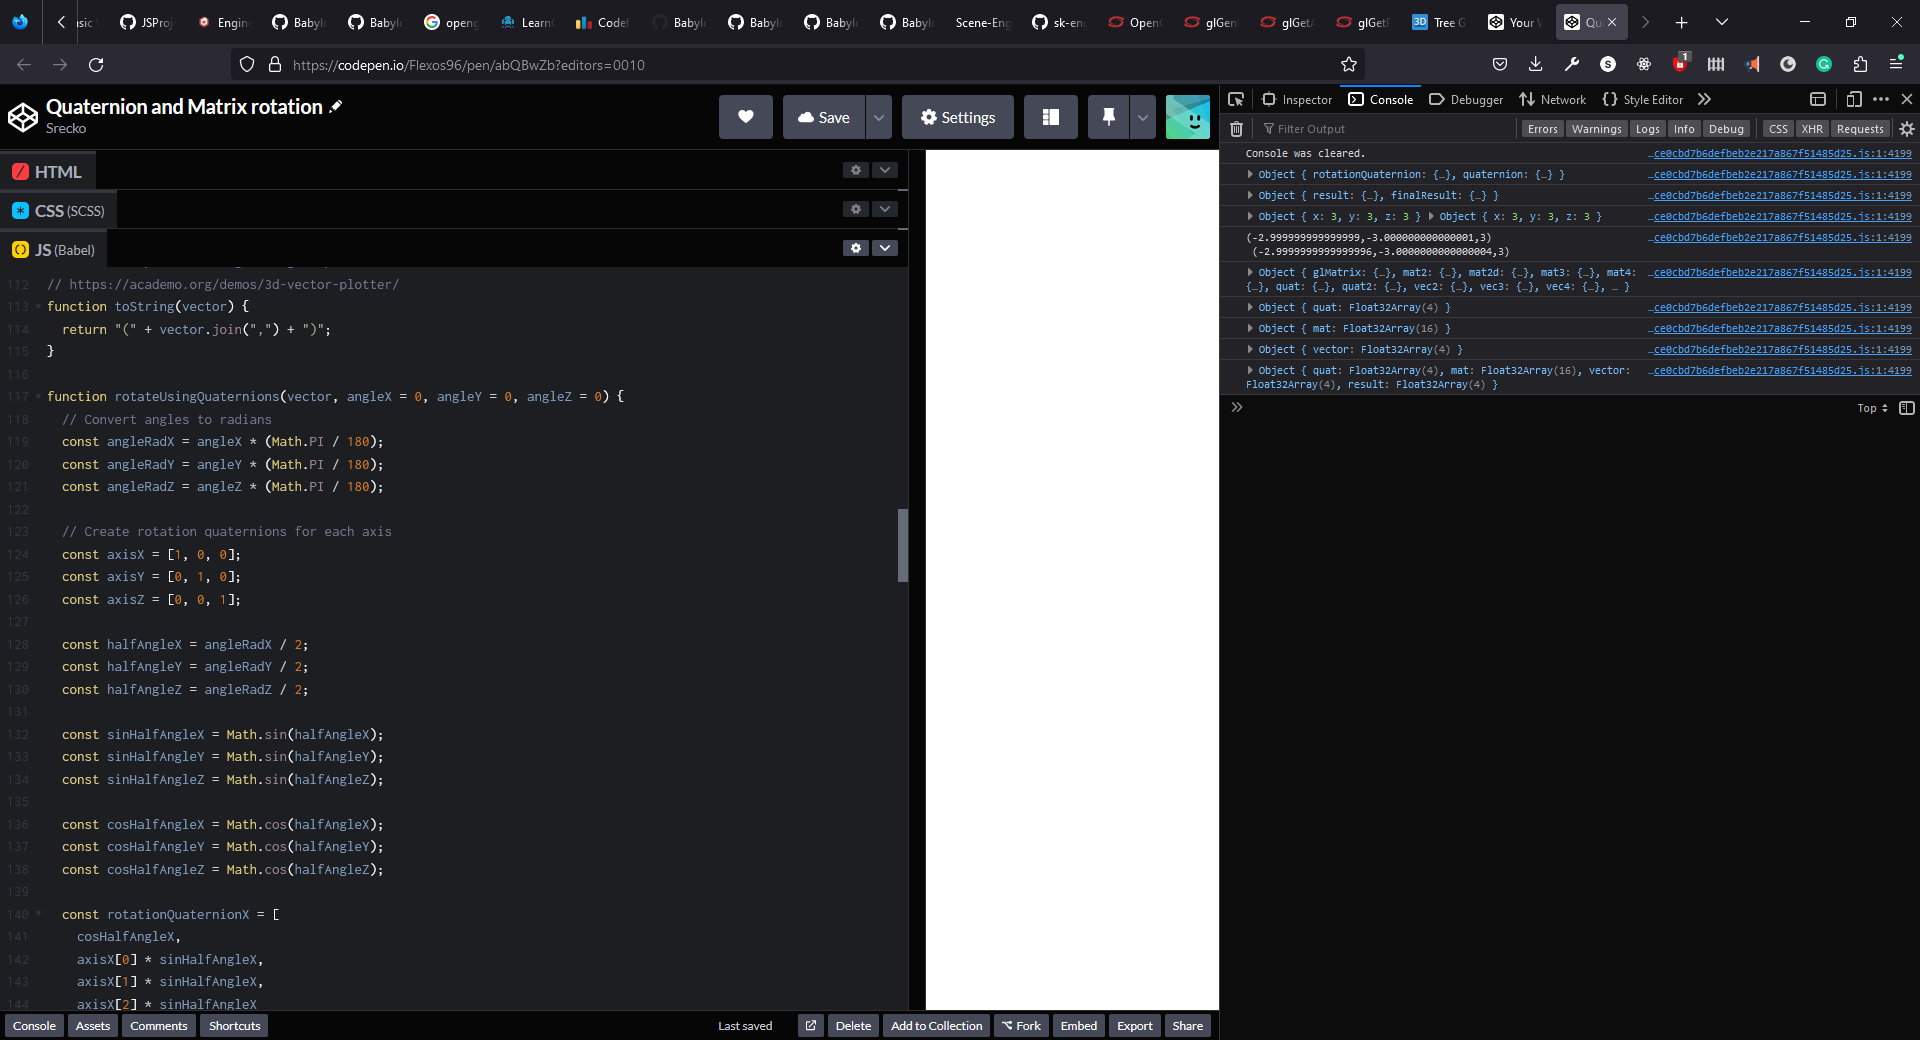 asic
JSProj
Engin
Babyl
Babyl
openg
Learn
Codel
Babyl
Babyl
Babyl
Babyl
Scene-Eng
sk-eng
Open
glGen
glGetA
Tree G
Your
https://codepen.io/Flexos96/pen/abQBwZb?editors=0010
Quaternion and Matrix rotation
Srecko
Save
Settings
HTML
CSS (SCSS)
JS (Babel)
112 // https://academo.org/demos/3d-vector-plotter/
113 function toString(vector) {
114 return "(" + vector.join(",") + ")";
115 }
116
117 function rotateUsingQuaternions(vector, angleX = 0, angleY = 0, angleZ = 0) {
118 // Convert angles to radians
119 const angleRadX = angleX * (Math.PI / 180);
120 const angleRadY = angleY * (Math.PI / 180);
121 const angleRadZ = angleZ * (Math.PI / 180);
122
123 // Create rotation quaternions for each axis
124 const axisX = [1, 0, 0];
125 const axisY = [0, 1, 0];
126 const axisZ = [0, 0, 1];
127
128 const halfAngleX = angleRadX / 2;
129 const halfAngleY = angleRadY / 2;
130 const halfAngleZ = angleRadZ / 2;
131
132 const sinHalfAngleX = Math.sin(halfAngleX);
133 const sinHalfAngleY = Math.sin(halfAngleY);
134 const sinHalfAngleZ = Math.sin(halfAngleZ);
135
136 const cosHalfAngleX = Math.cos(halfAngleX);
137 const cosHalfAngleY = Math.cos(halfAngleY);
138 const cosHalfAngleZ = Math.cos(halfAngleZ);
139
140 const rotationQuaternionX = [
141 cosHalfAngleX,
142 axisX[0] * sinHalfAngleX,
143 axisX[1] * sinHalfAngleX,
144 axisX[2] * sinHalfAngleX
Console Assets Comments Shortcuts Last saved Delete Add to Collection Fork Embed Export Share
Inspector Console Debugger Network {} Style Editor
Filter Output Errors Warnings Logs Info Debug CSS XHR Requests
Console was cleared. …ce0cbd7b6defbeb2e217a867f51485d25.js:1:4199
Object { rotationQuaternion: {…}, quaternion: {…} } …ce0cbd7b6defbeb2e217a867f51485d25.js:1:4199
Object { result: {…}, finalResult: {…} } …ce0cbd7b6defbeb2e217a867f51485d25.js:1:4199
Object { x: 3, y: 3, z: 3 } Object { x: 3, y: 3, z: 3 } …ce0cbd7b6defbeb2e217a867f51485d25.js:1:4199
(-2.999999999999999,-3.000000000000001,3) …ce0cbd7b6defbeb2e217a867f51485d25.js:1:4199
(-2.9999999999999996,-3.0000000000000004,3)
Object { glMatrix: {…}, mat2: {…}, mat2d: {…}, mat3: {…}, mat4: …ce0cbd7b6defbeb2e217a867f51485d25.js:1:4199
{…}, quat: {…}, quat2: {…}, vec2: {…}, vec3: {…}, vec4: {…}, … }
Object { quat: Float32Array(4) } …ce0cbd7b6defbeb2e217a867f51485d25.js:1:4199
Object { mat: Float32Array(16) } …ce0cbd7b6defbeb2e217a867f51485d25.js:1:4199
Object { vector: Float32Array(4) } …ce0cbd7b6defbeb2e217a867f51485d25.js:1:4199
Object { quat: Float32Array(4), mat: Float32Array(16), vector: …ce0cbd7b6defbeb2e217a867f51485d25.js:1:4199
Float32Array(4), result: Float32Array(4) }
Top